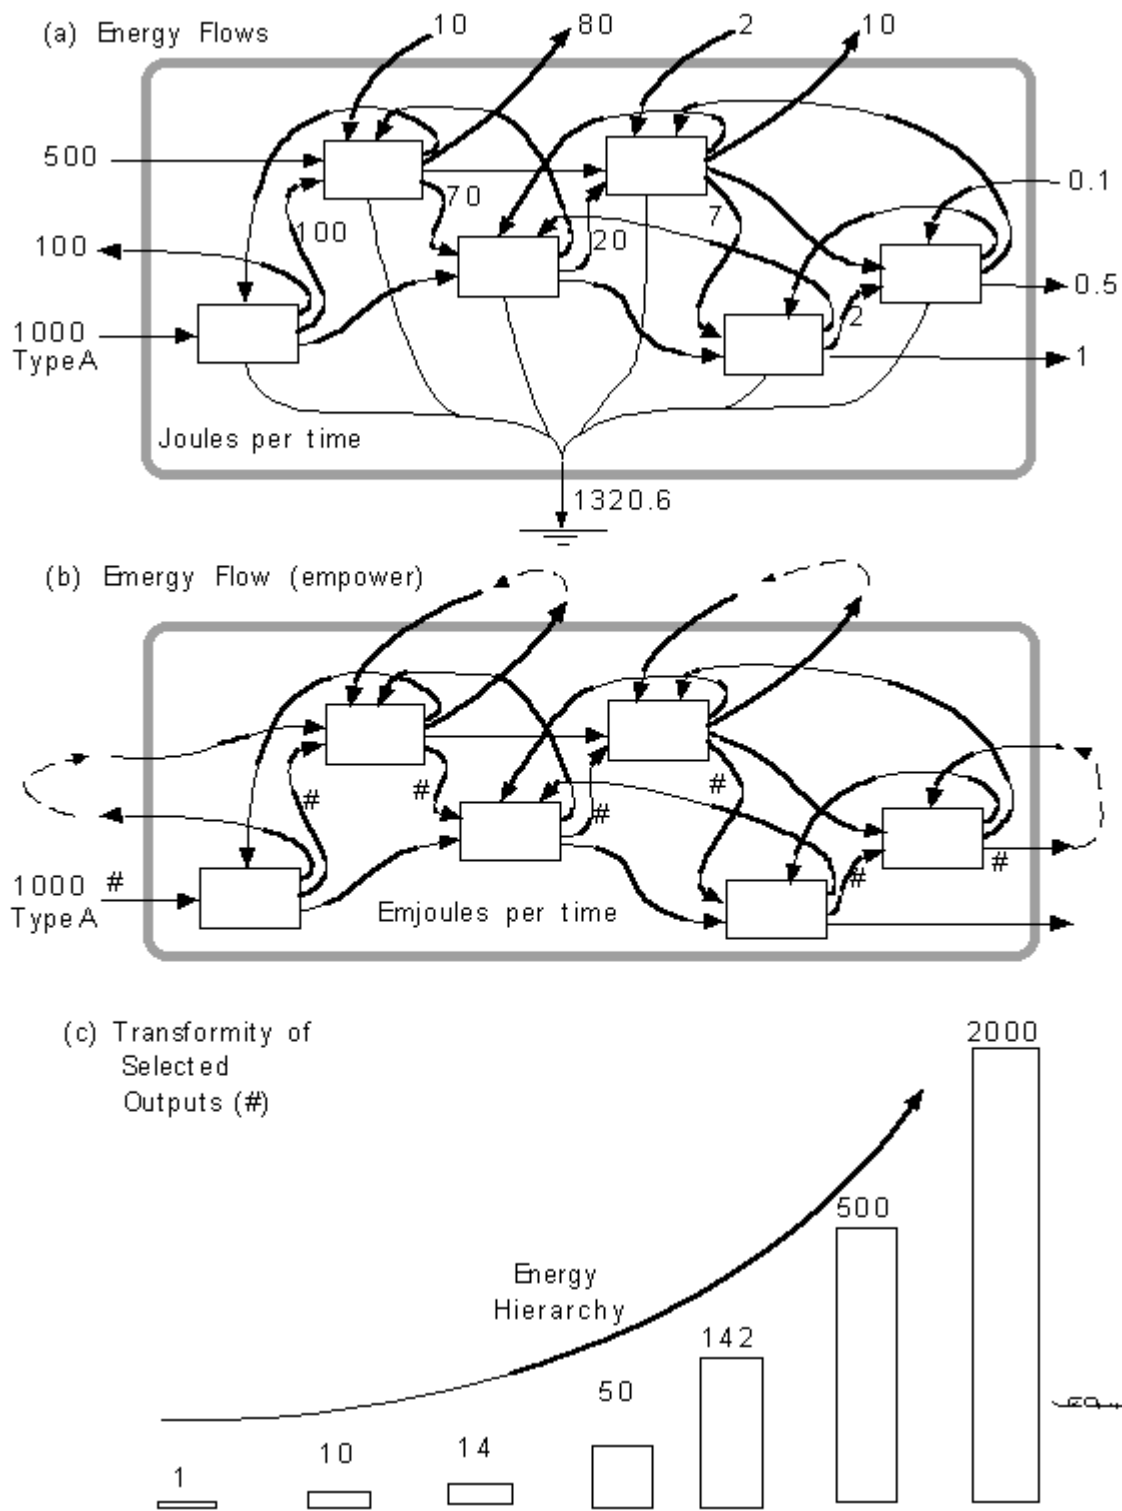 (a) Energy Flows
10
80
2
10
500
70
100
20
7
0.1
100
0.5
1000
Type A
2
1
Joules per time
1320.6
(b) Emergy Flow (empower)
#
#
#
#
1000 #
Type A
#
#
Emjoules per time
(c) Transformity of
Selected
Outputs (#)
2000
500
Energy
Hierarchy
142
50
14
10
1